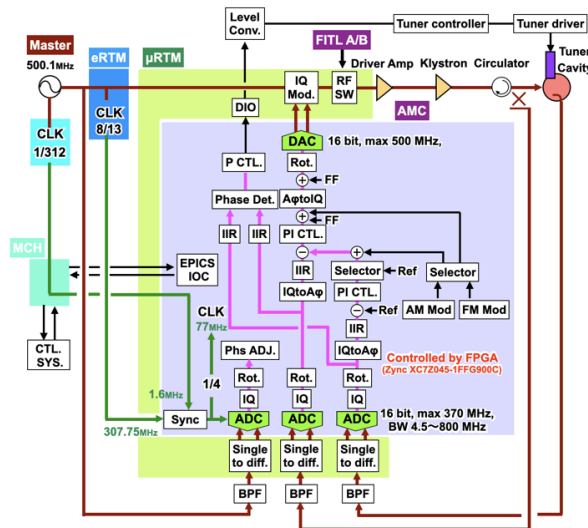 Level
Conv.
Tuner controller
Tuner driver
Master
500.1MHz
eRTM
μRTM
FITL A/B
Driver Amp
Klystron
Circulator
Tuner
Cavity
CLK
8/13
IQ
Mod.
RF
SW
AMC
CLK
1/312
DIO
DAC
16 bit, max 500 MHz,
P CTL.
Rot.
+
FF
Phase Det.
AφtoIQ
+
FF
IIR
IIR
PI CTL.
MCH
EPICS
IOC
−
+
IIR
Selector
Ref
Selector
IQtoAφ
PI CTL.
AM Mod
FM Mod
CLK
77MHz
−
Ref
CTL.
SYS.
IIR
Phs ADJ.
IQtoAφ
Controlled by FPGA
(Zync XC7Z045-1FFG900C)
1/4
Rot.
Rot.
Rot.
1.6MHz
IQ
IQ
IQ
Sync
ADC
ADC
ADC
16 bit, max 370 MHz,
BW 4.5〜800 MHz
307.75MHz
Single
to diff.
Single
to diff.
Single
to diff.
BPF
BPF
BPF